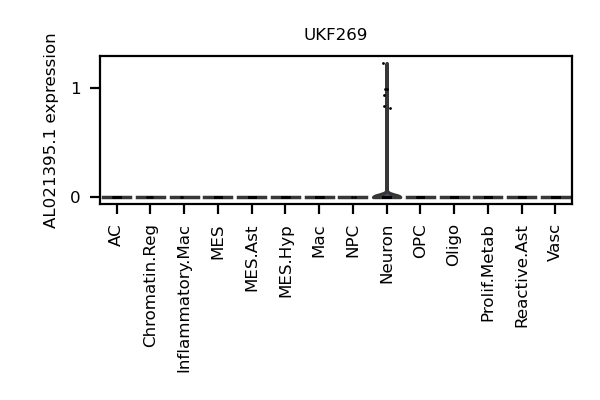 UKF269
AL021395.1 expression
1
0
AC
Chromatin.Reg
Inflammatory.Mac
MES
MES.Ast
MES.Hyp
Mac
NPC
Neuron
OPC
Oligo
Prolif.Metab
Reactive.Ast
Vasc